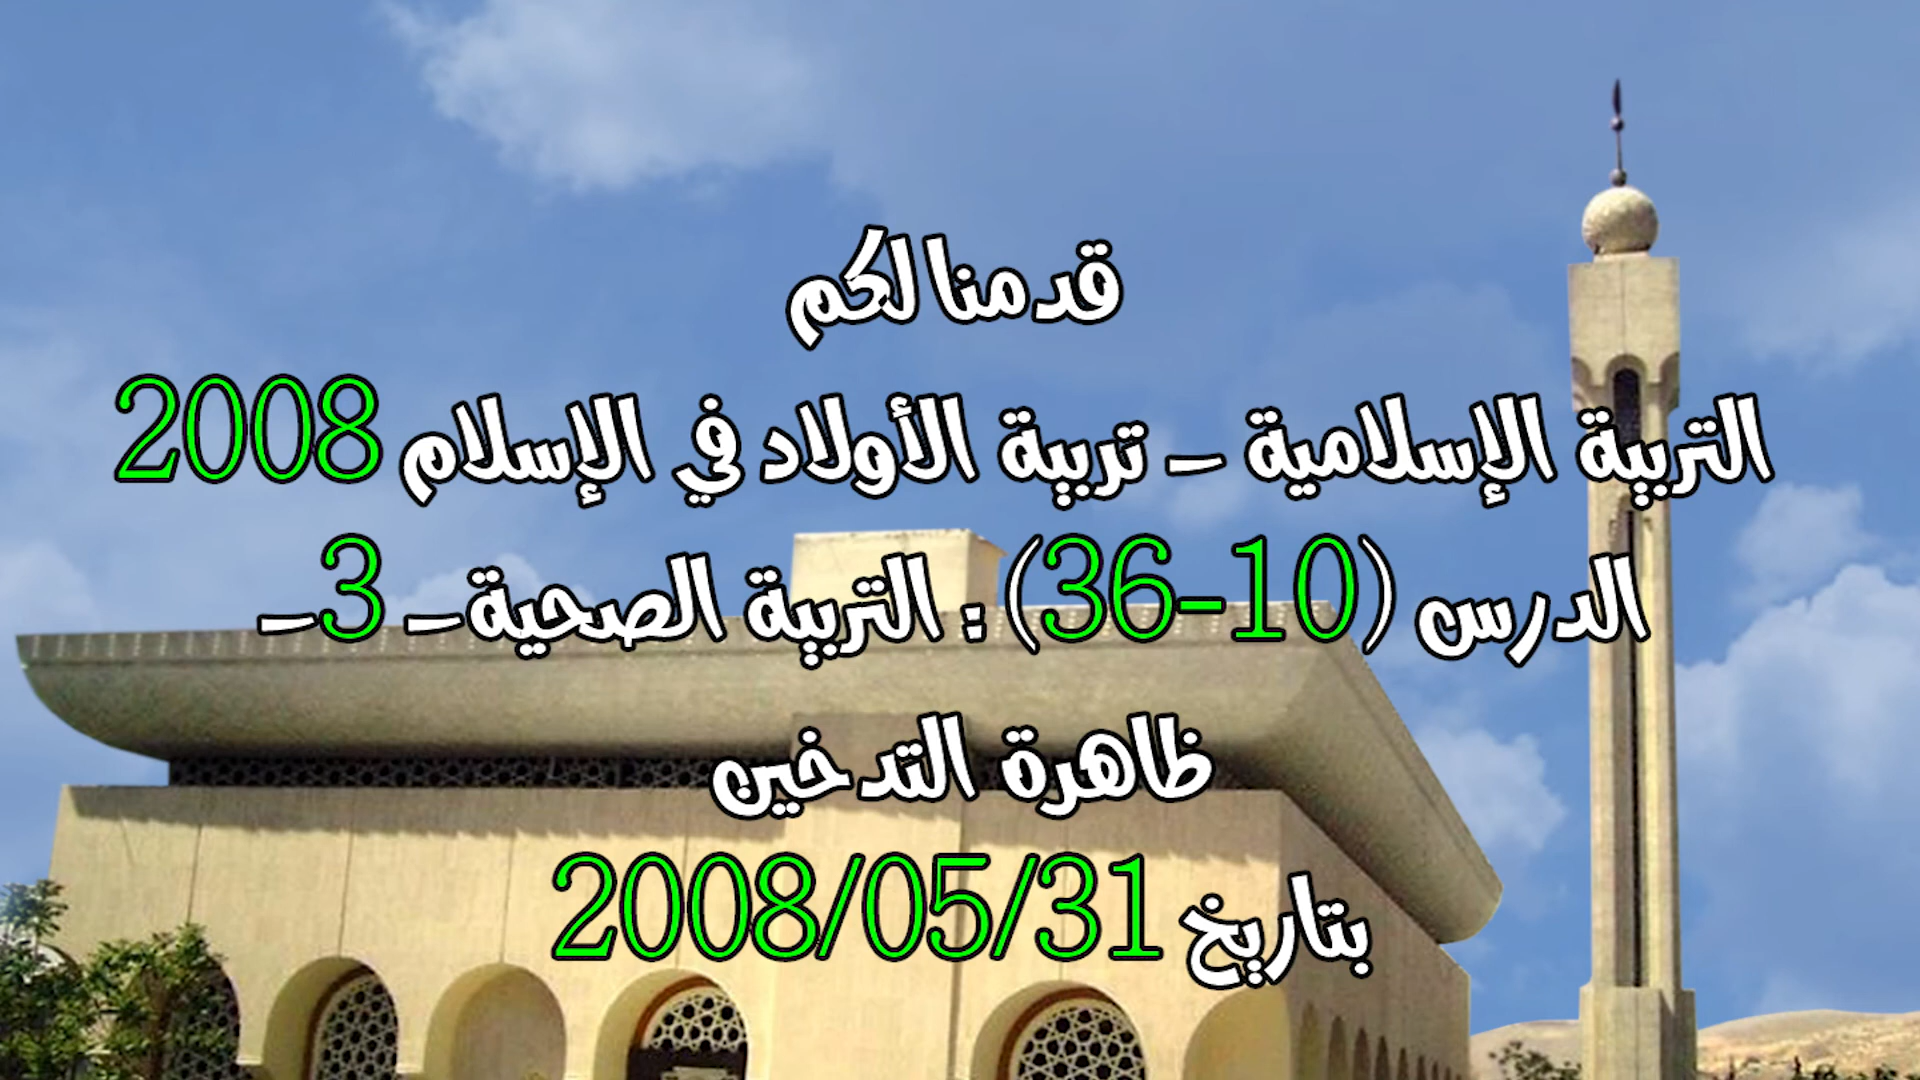 قدمنا لكم
التربية الإسلامية - تربية الأولاد في الإسلام 2008
الدرس (10-36) : التربية الصحية- 3 -
ظاهرة التدخين
بتاريخ 2008/05/31